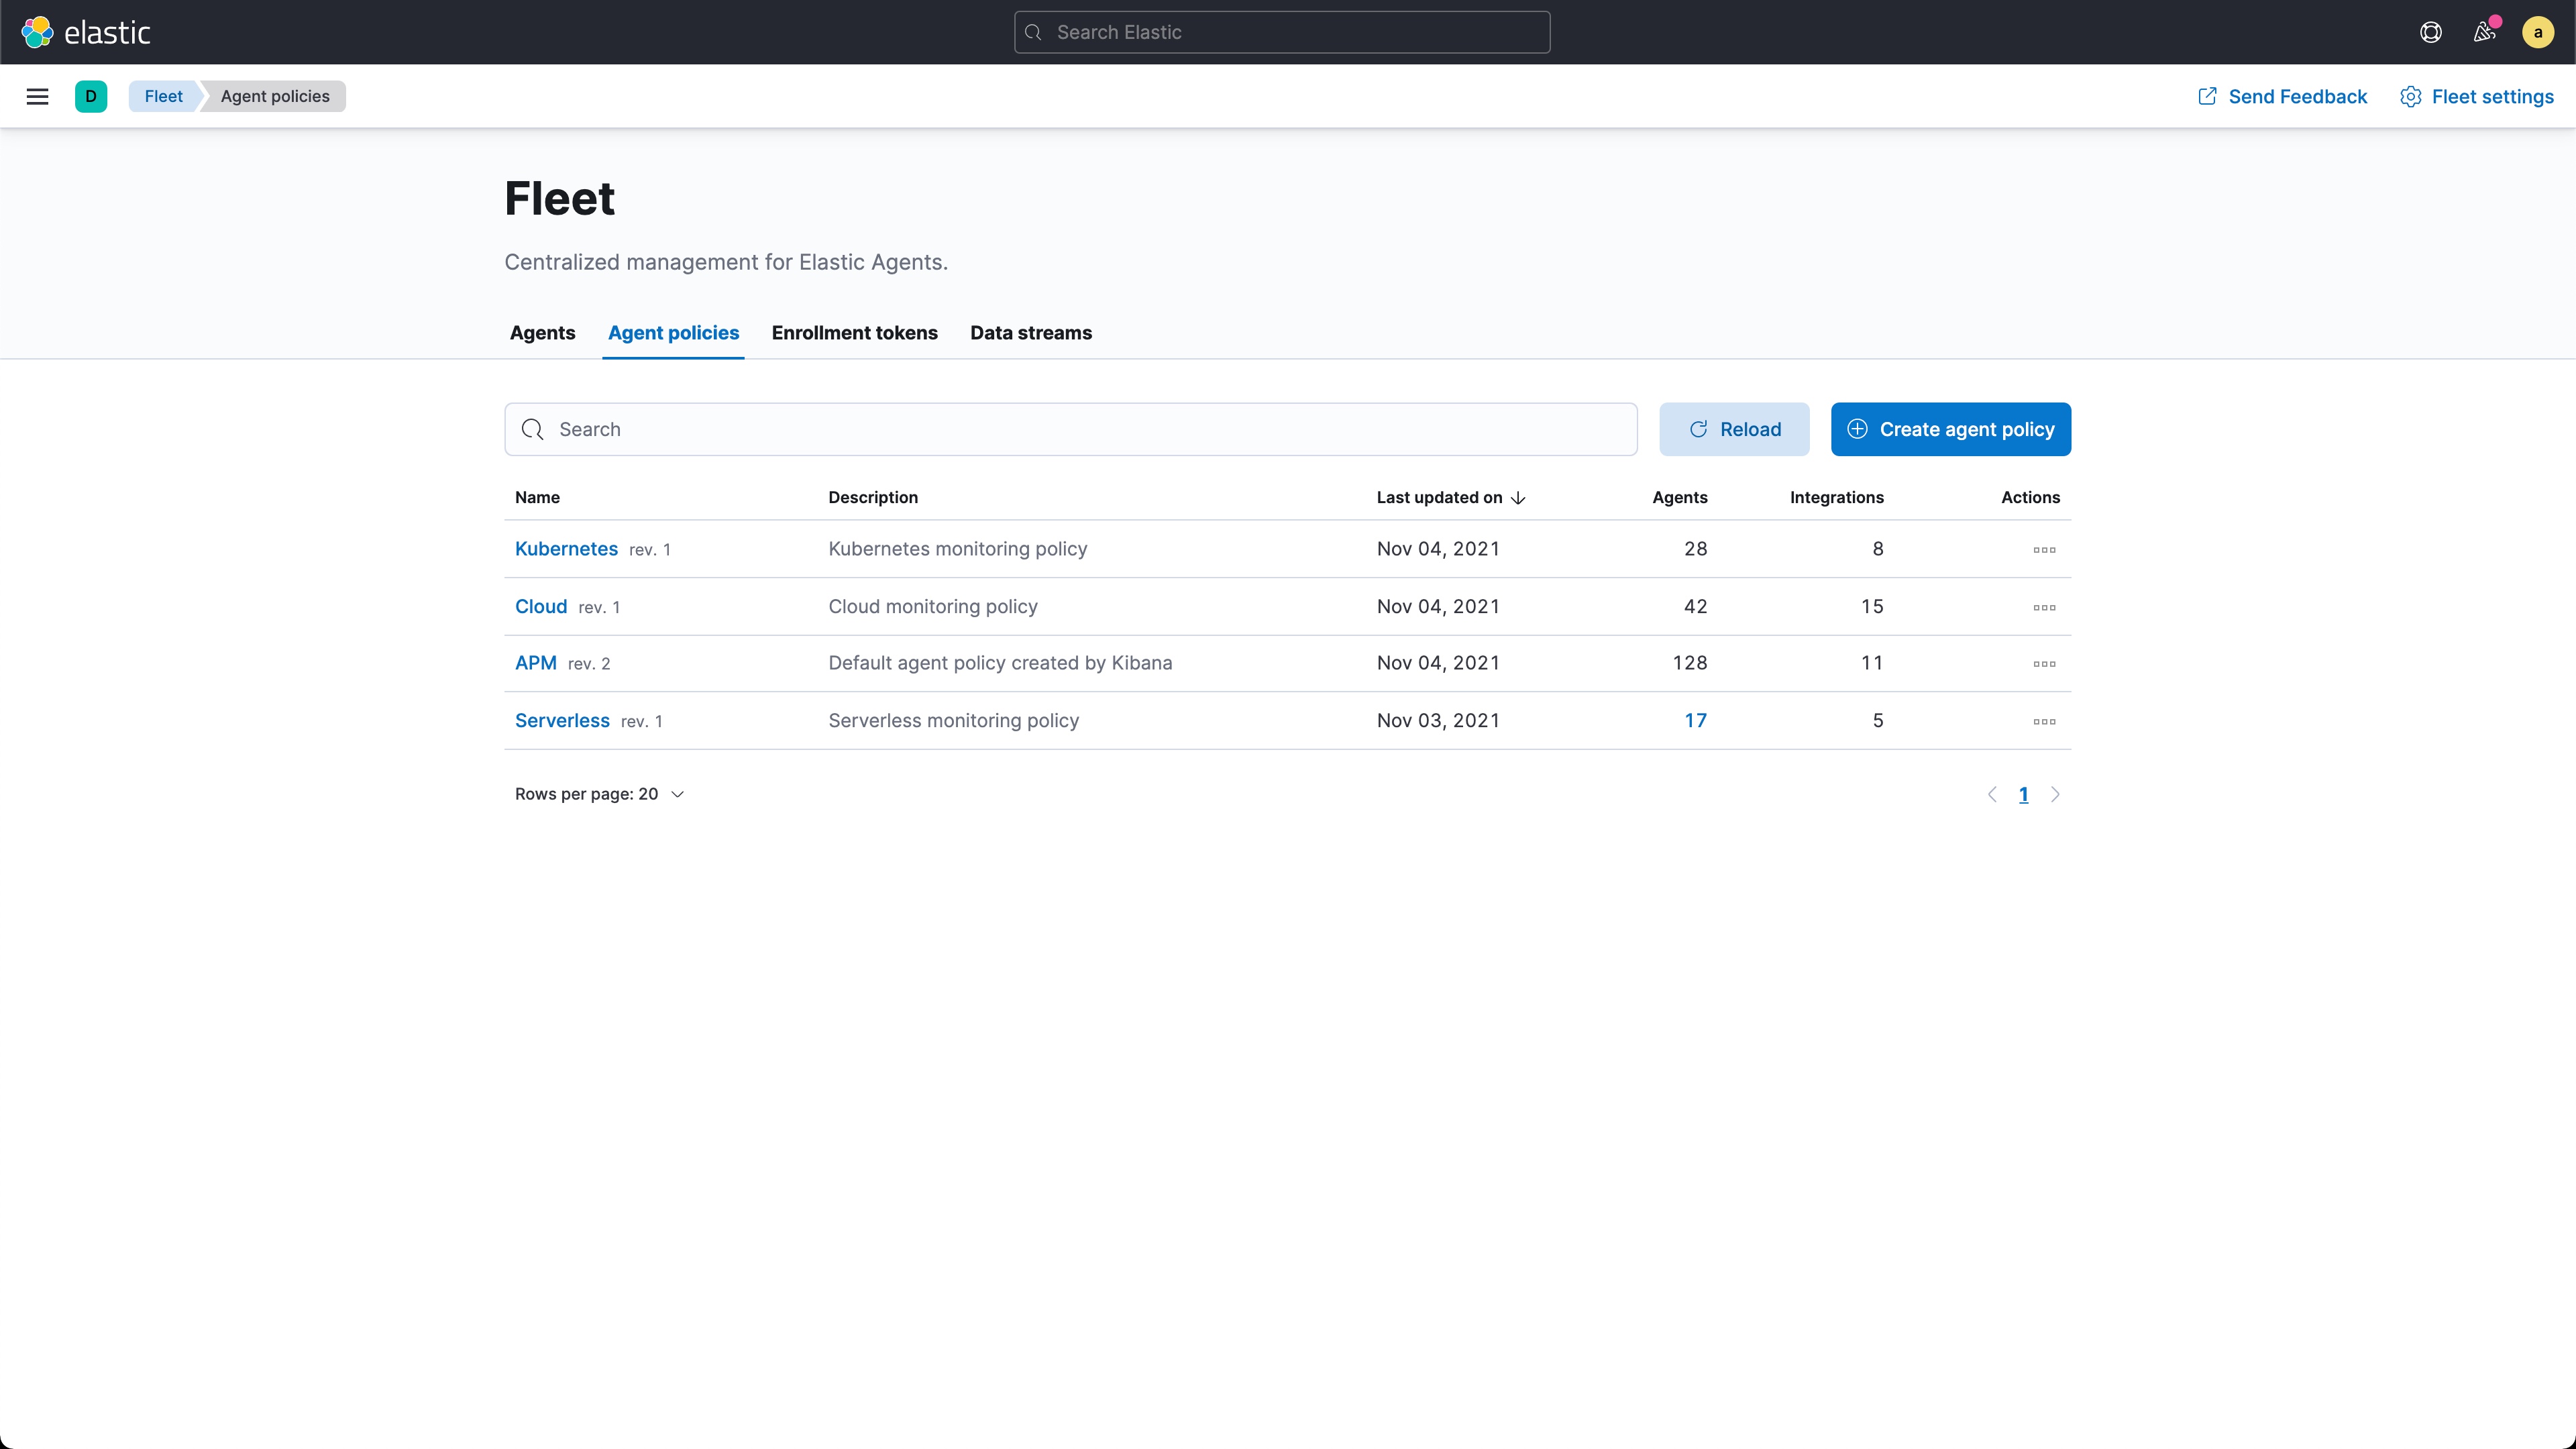 elastic
Search Elastic
a
D
Fleet
Agent policies
Send Feedback
Fleet settings
Fleet
Centralized management for Elastic Agents.
Agents Agent policies Enrollment tokens Data streams
Search
Reload
Create agent policy
Name Description Last updated on Agents Integrations Actions
Kubernetes rev. 1 Kubernetes monitoring policy Nov 04, 2021 28 8
Cloud rev. 1 Cloud monitoring policy Nov 04, 2021 42 15
APM rev. 2 Default agent policy created by Kibana Nov 04, 2021 128 11
Serverless rev. 1 Serverless monitoring policy Nov 03, 2021 17 5
Rows per page: 20
1